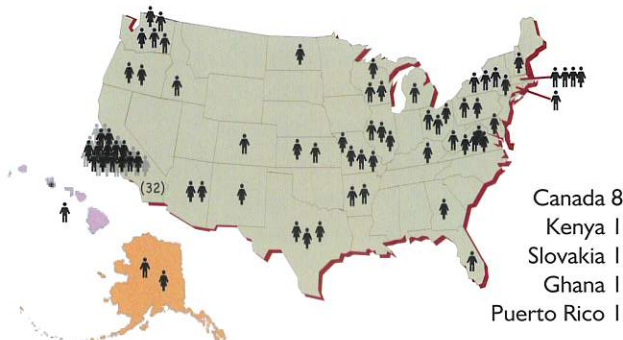 (32)
Canada 8
Kenya 1
Slovakia 1
Ghana 1
Puerto Rico 1